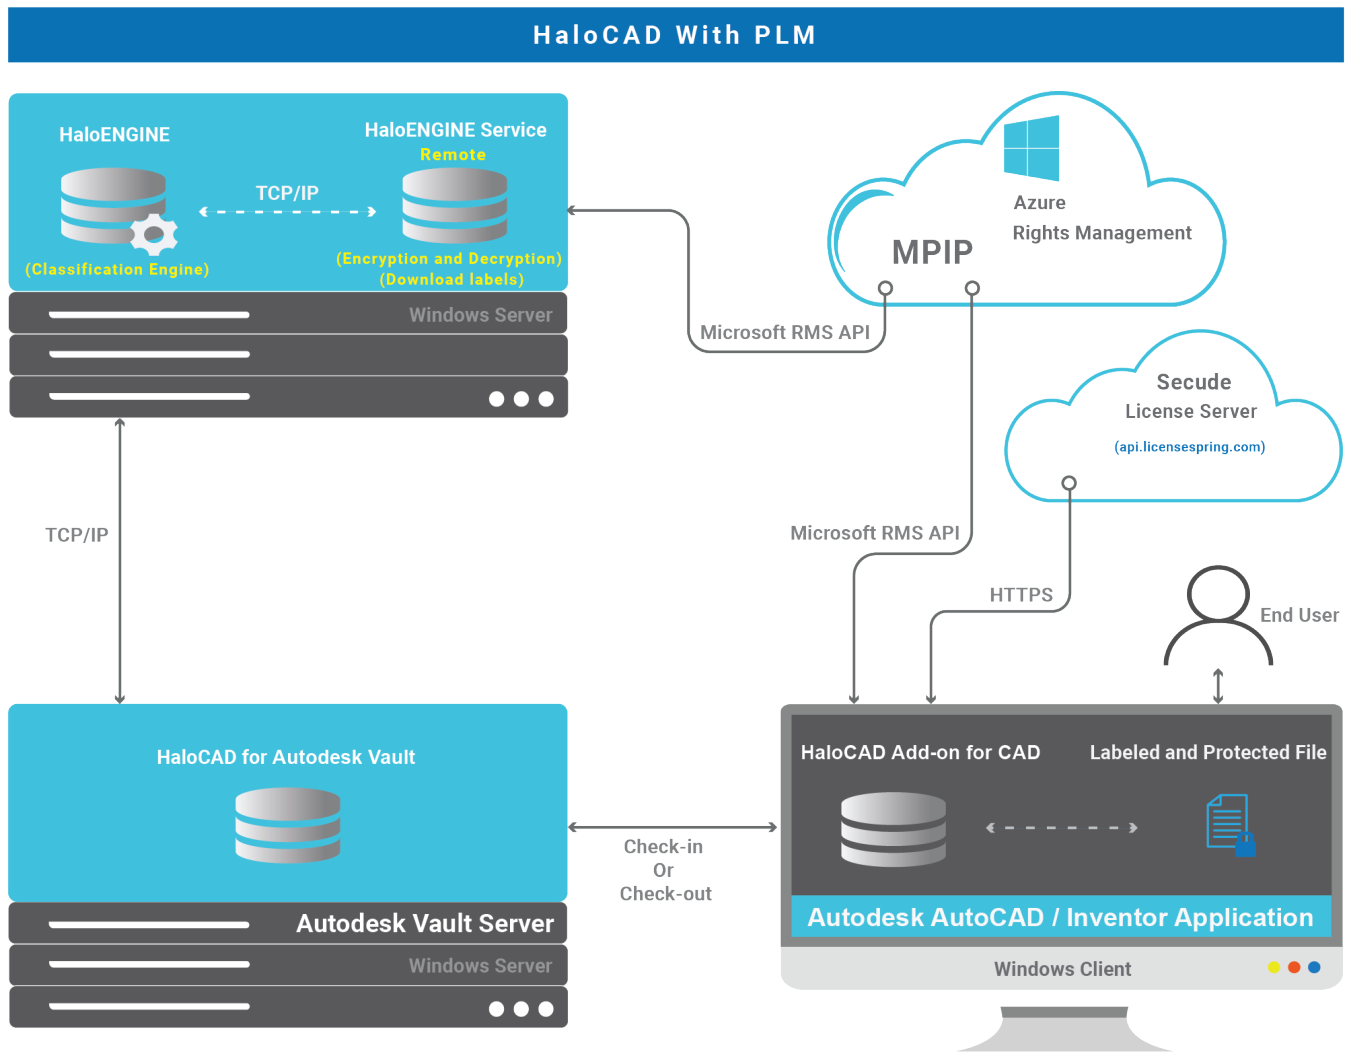 HaloCAD With PLM
HaloENGINE
HaloENGINE Service
Remote
TCP/IP
(Classification Engine)
(Encryption and Decryption)
(Download labels)
Windows Server
Azure
Rights Management
MPIP
Microsoft RMS API
Secude
License Server
(api.licensespring.com)
TCP/IP
Microsoft RMS API
HTTPS
End User
HaloCAD for Autodesk Vault
Autodesk Vault Server
Windows Server
Check-in
Or
Check-out
HaloCAD Add-on for CAD
Labeled and Protected File
Autodesk AutoCAD / Inventor Application
Windows Client